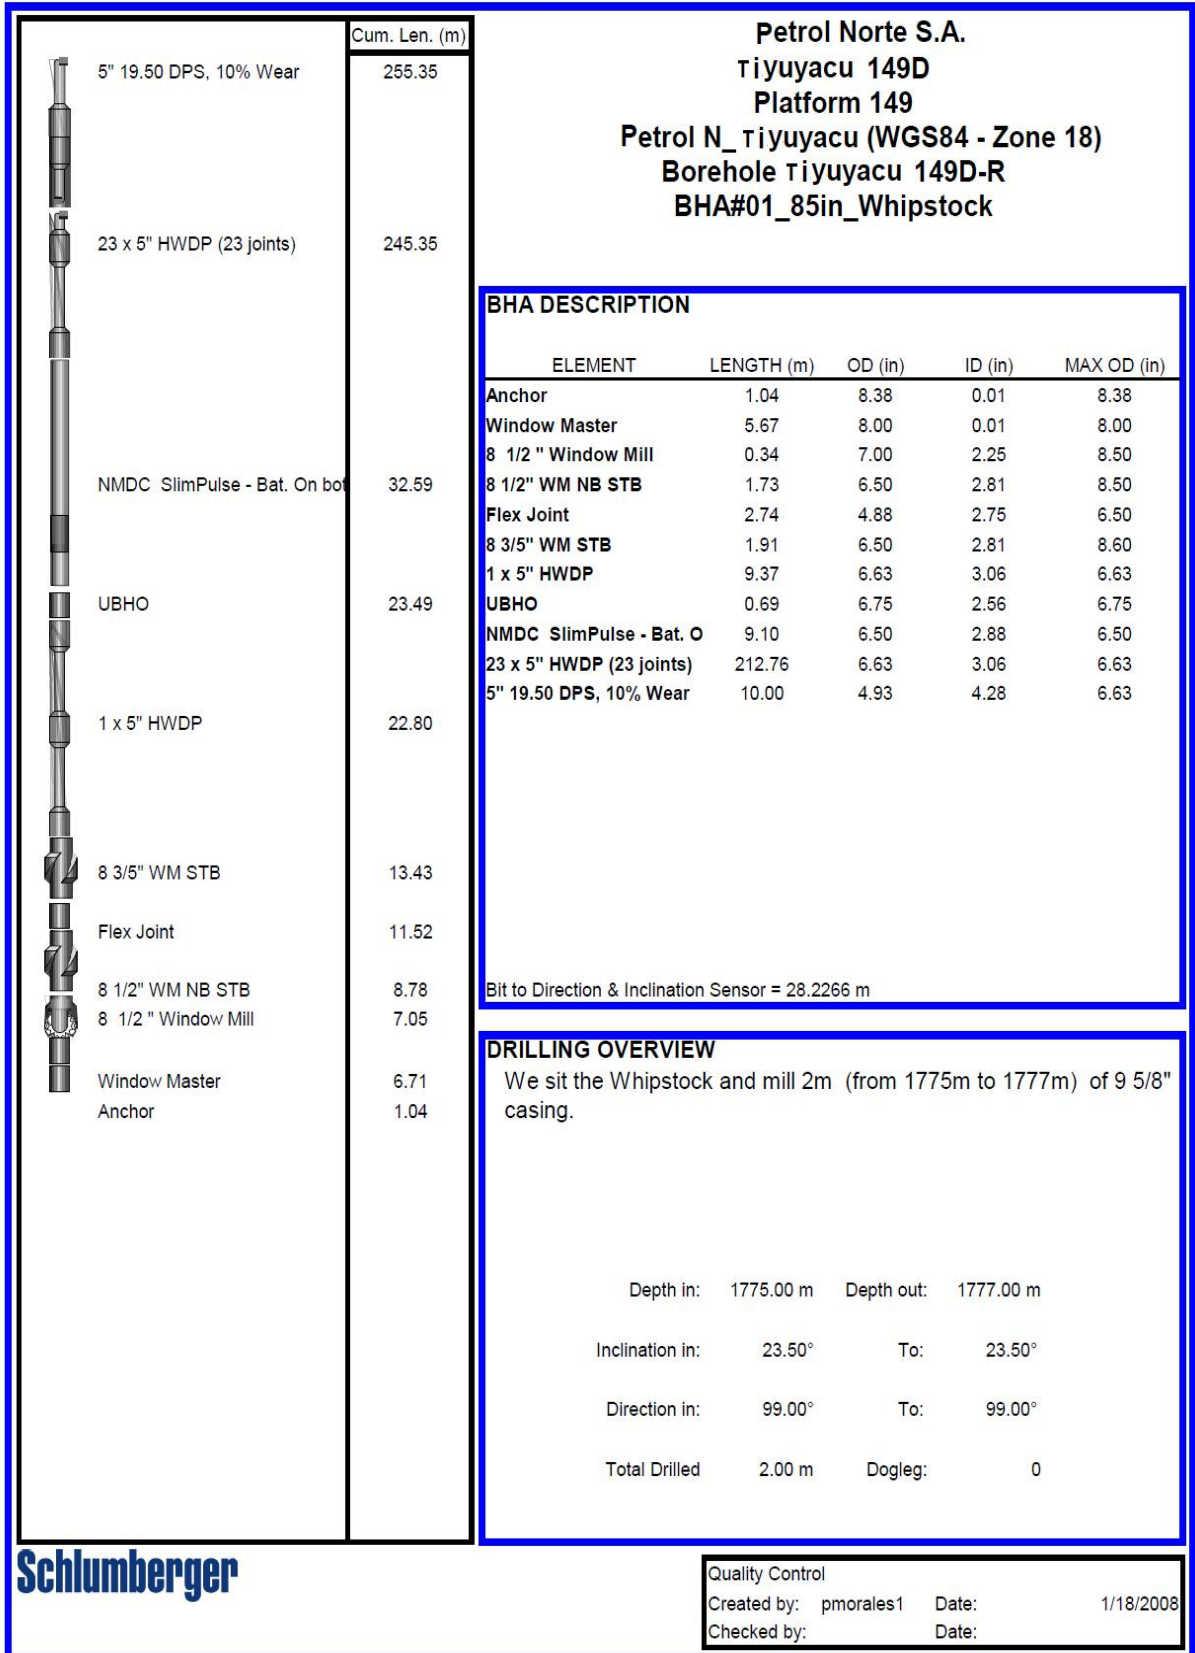 Cum. Len. (m)
5" 19.50 DPS, 10% Wear 255.35
23 x 5" HWDP (23 joints) 245.35
NMDC SlimPulse - Bat. On bot 32.59
UBHO 23.49
1 x 5" HWDP 22.80
8 3/5" WM STB 13.43
Flex Joint 11.52
8 1/2" WM NB STB 8.78
8 1/2 " Window Mill 7.05
Window Master 6.71
Anchor 1.04
Petrol Norte S.A.
Tiyuyacu 149D
Platform 149
Petrol N_ Tiyuyacu (WGS84 - Zone 18)
Borehole Tiyuyacu 149D-R
BHA#01_85in_Whipstock
BHA DESCRIPTION
ELEMENT LENGTH (m) OD (in) ID (in) MAX OD (in)
Anchor 1.04 8.38 0.01 8.38
Window Master 5.67 8.00 0.01 8.00
8 1/2 " Window Mill 0.34 7.00 2.25 8.50
8 1/2" WM NB STB 1.73 6.50 2.81 8.50
Flex Joint 2.74 4.88 2.75 6.50
8 3/5" WM STB 1.91 6.50 2.81 8.60
1 x 5" HWDP 9.37 6.63 3.06 6.63
UBHO 0.69 6.75 2.56 6.75
NMDC SlimPulse - Bat. O 9.10 6.50 2.88 6.50
23 x 5" HWDP (23 joints) 212.76 6.63 3.06 6.63
5" 19.50 DPS, 10% Wear 10.00 4.93 4.28 6.63
Bit to Direction & Inclination Sensor = 28.2266 m
DRILLING OVERVIEW
We sit the Whipstock and mill 2m (from 1775m to 1777m) of 9 5/8"
casing.
Depth in: 1775.00 m Depth out: 1777.00 m
Inclination in: 23.50° To: 23.50°
Direction in: 99.00° To: 99.00°
Total Drilled 2.00 m Dogleg: 0
Schlumberger
Quality Control
Created by: pmorales1 Date: 1/18/2008
Checked by: Date: